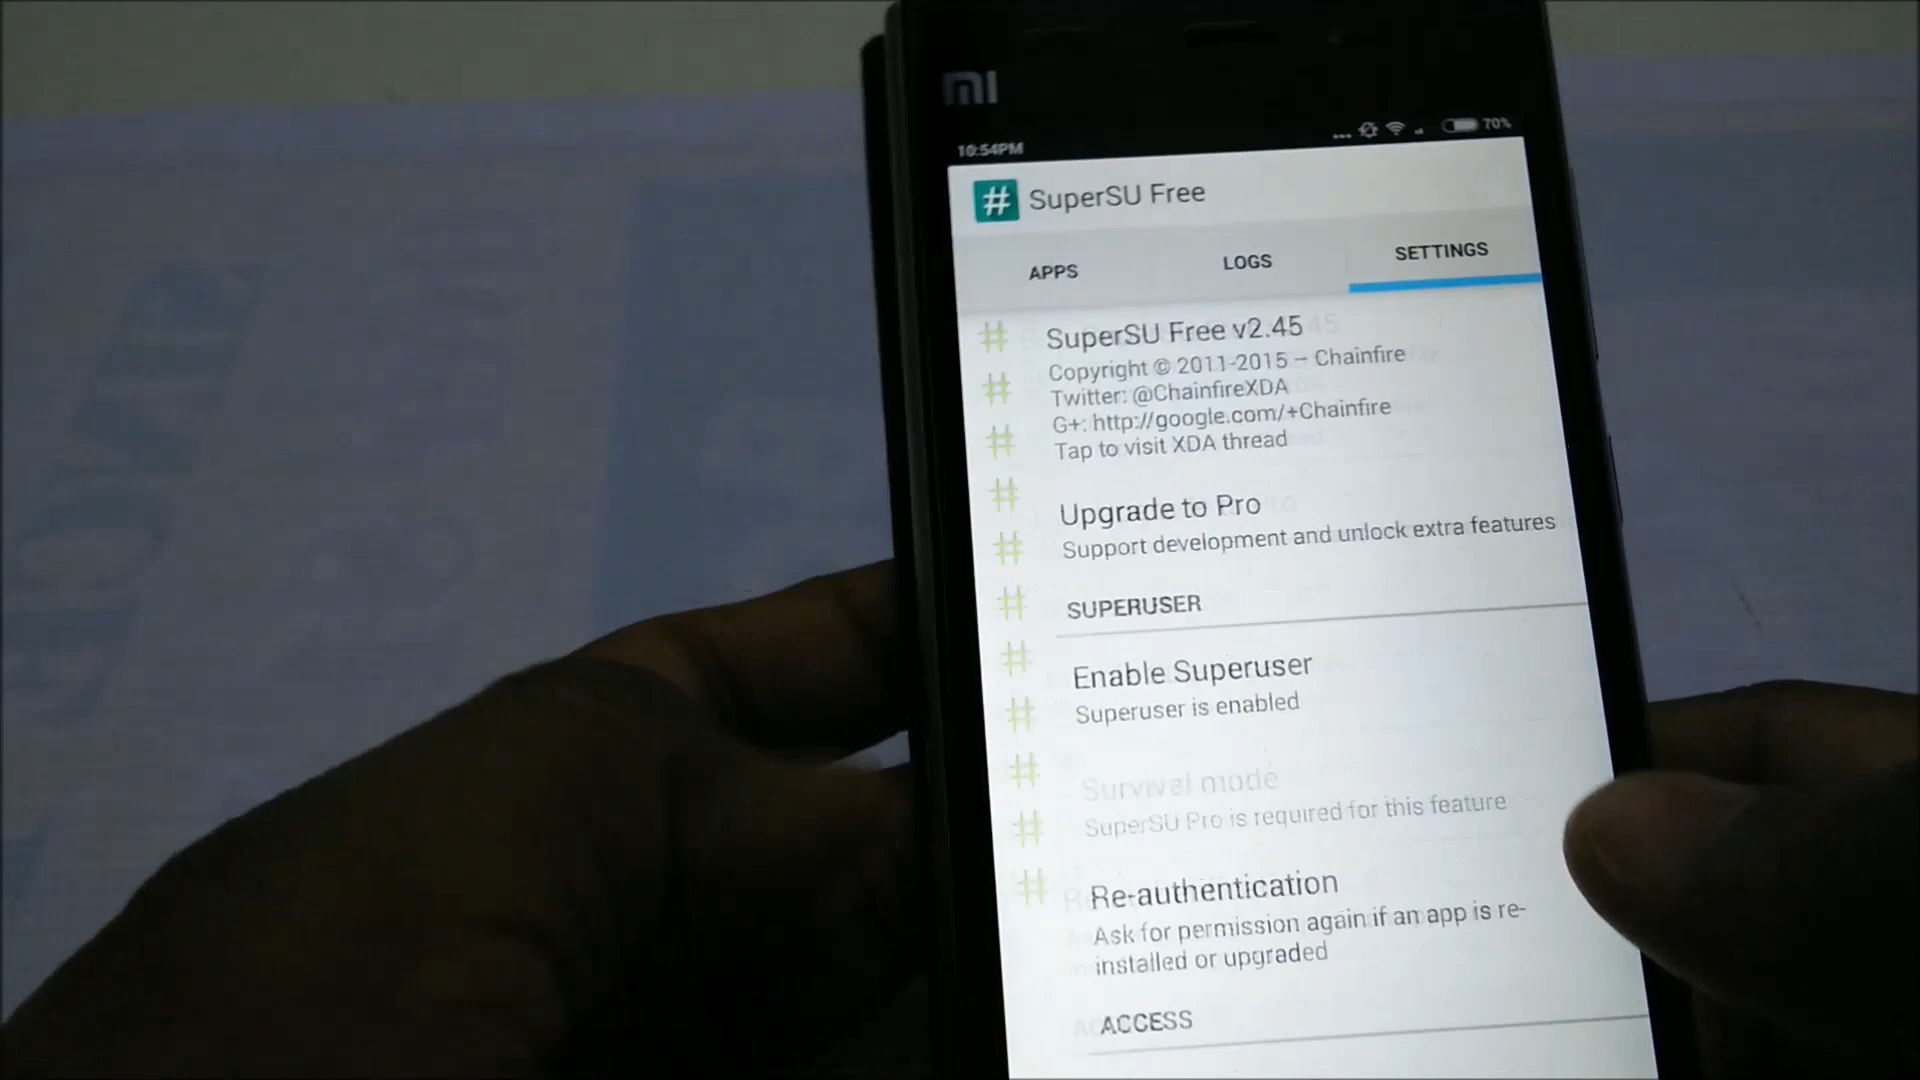 MI
10:54PM
70%
# SuperSU Free
APPS
LOGS
SETTINGS
SuperSU Free v2.45
Copyright © 2011-2015 – Chainfire
Twitter: @ChainfireXDA
G+: http://google.com/+Chainfire
Tap to visit XDA thread
Upgrade to Pro
Support development and unlock extra features
SUPERUSER
Enable Superuser
Superuser is enabled
Survival mode
SuperSU Pro is required for this feature
Re-authentication
Ask for permission again if an app is re-
installed or upgraded
ACCESS